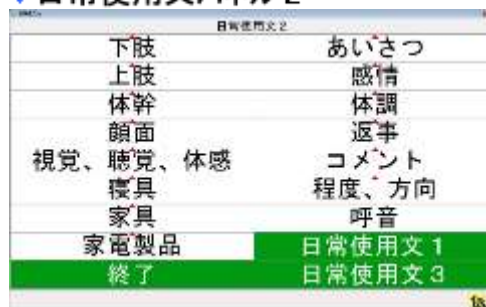 日常使用文パネル2
日常使用文2
下肢 あいさつ
上肢 感情
体幹 体調
顔面 返事
視覚、聴覚、体感 コメント
寝具 程度、方向
家具 呼音
家電製品 日常使用文1
終了 日常使用文3
1s